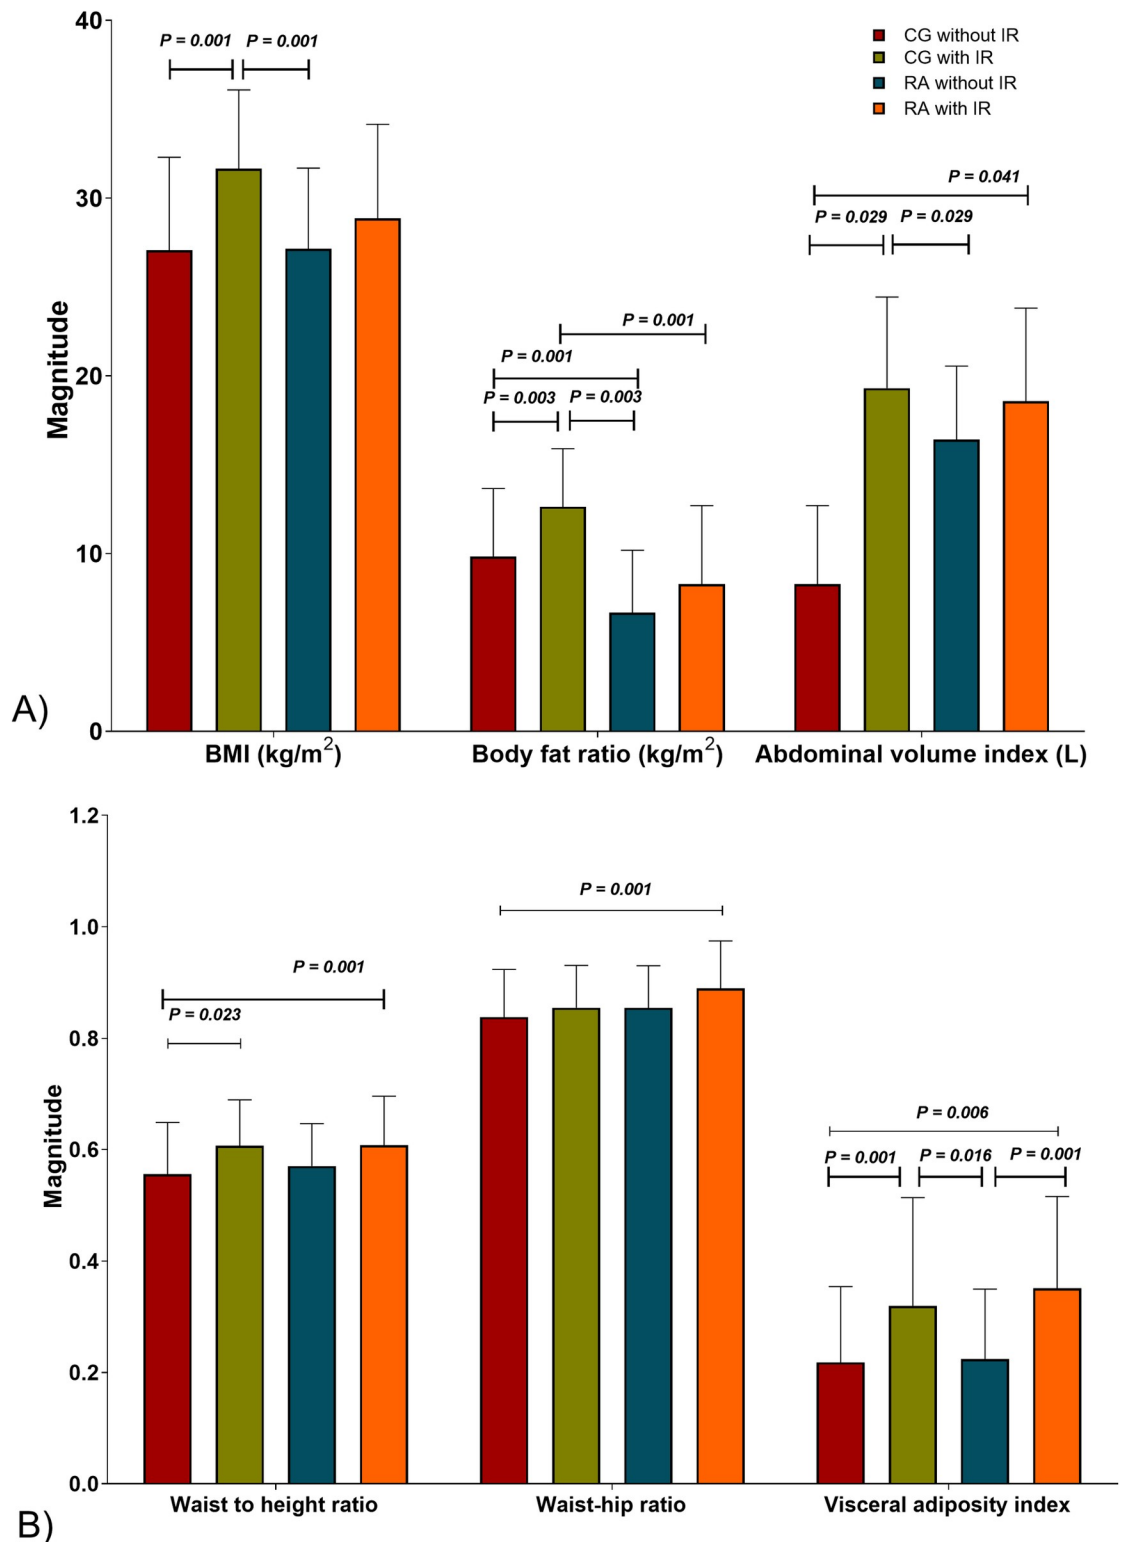 40
P = 0.001 P = 0.001
CG without IR
CG with IR
RA without IR
RA with IR
30
P = 0.041
P = 0.029 P = 0.029
Magnitude
20
P = 0.001
P = 0.001
P = 0.003 P = 0.003
10
A)
0
BMI (kg/m²) Body fat ratio (kg/m²) Abdominal volume index (L)
1.2
P = 0.001
1.0
P = 0.001
P = 0.023
0.8
Magnitude
0.6
P = 0.006
P = 0.001 P = 0.016 P = 0.001
0.4
0.2
0.0
Waist to height ratio Waist-hip ratio Visceral adiposity index
B)